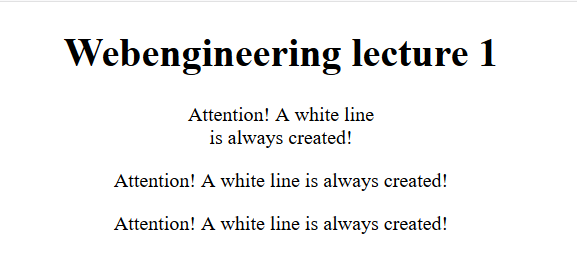 Webengineering lecture 1
Attention! A white line
is always created!
Attention! A white line is always created!
Attention! A white line is always created!